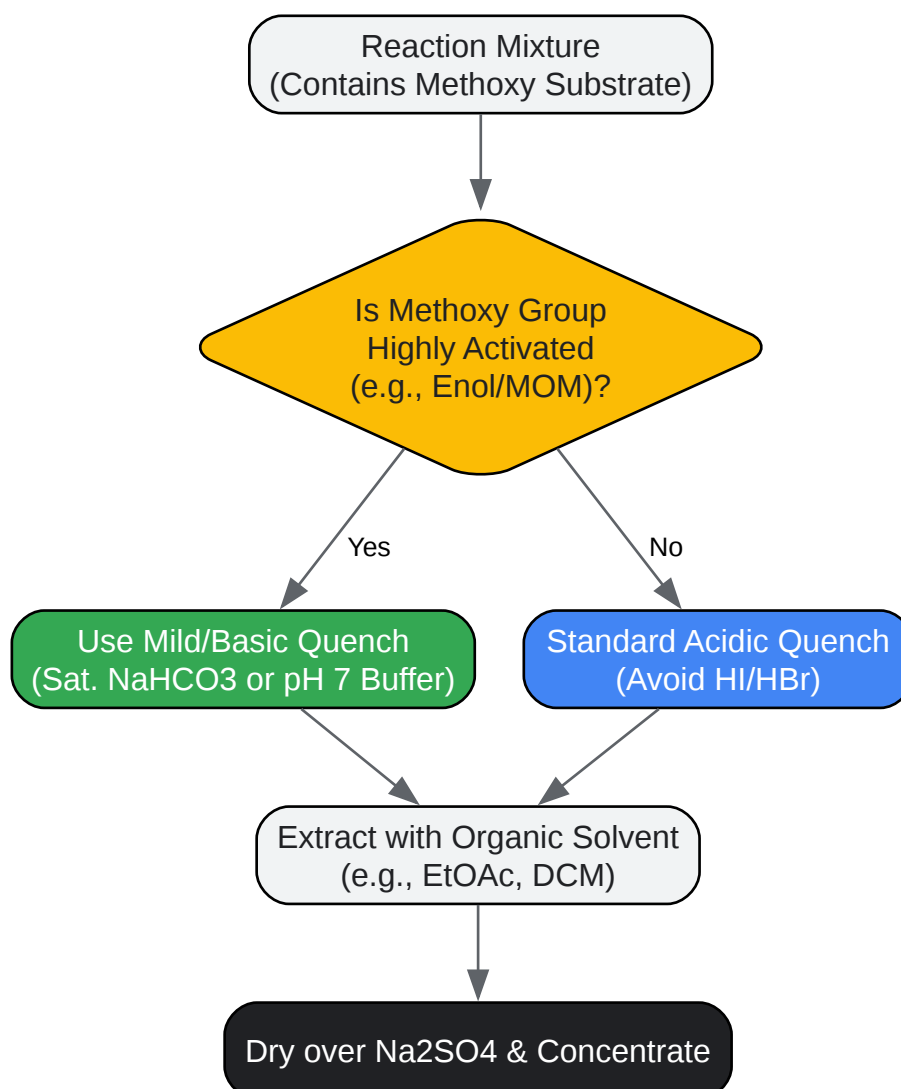 Reaction Mixture
(Contains Methoxy Substrate)
Is Methoxy Group
Highly Activated
(e.g., Enol/MOM)?
Yes
No
Use Mild/Basic Quench
(Sat. NaHCO3 or pH 7 Buffer)
Standard Acidic Quench
(Avoid HI/HBr)
Extract with Organic Solvent
(e.g., EtOAc, DCM)
Dry over Na2SO4 & Concentrate